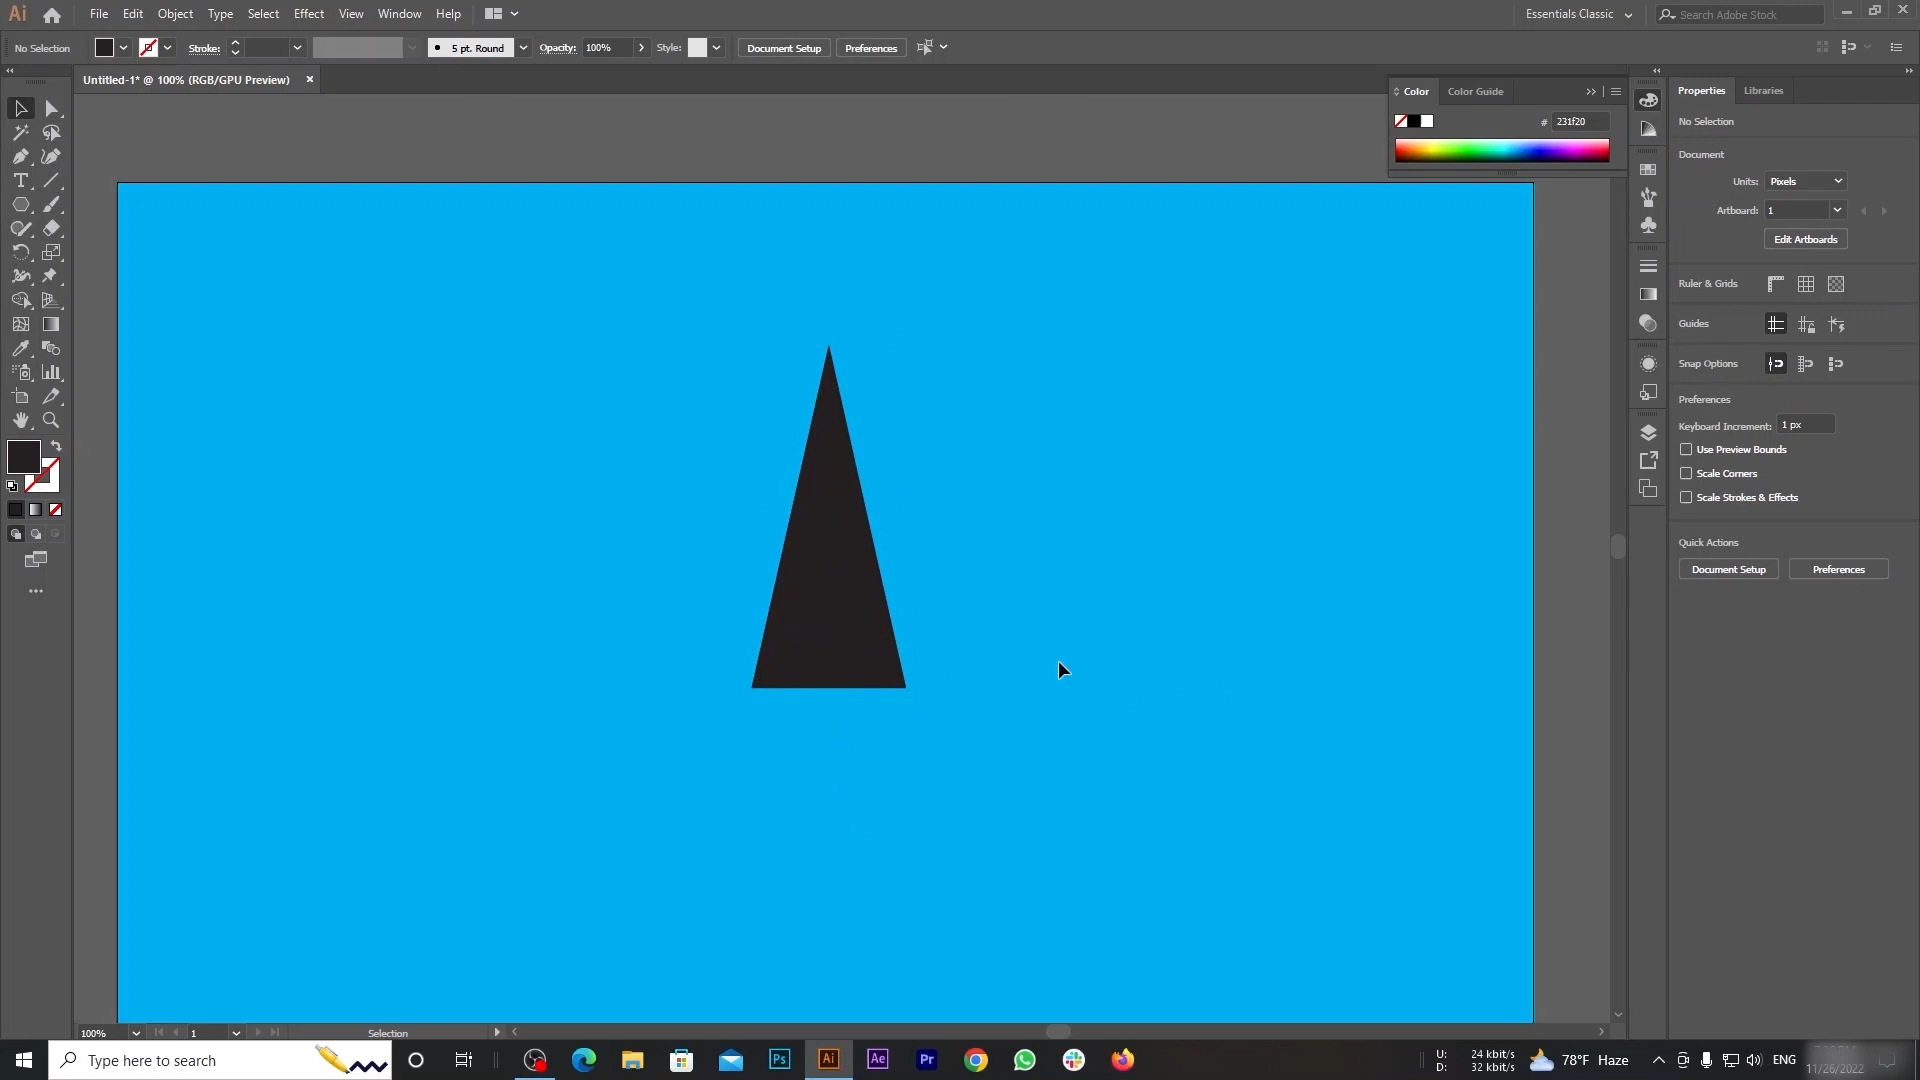 Ai File Edit Object Type Select Effect View Window Help Essentials Classic Search Adobe Stock
No Selection Stroke: 5 pt. Round Opacity: 100% Style: Document Setup Preferences
Untitled-1* @ 100% (RGB/GPU Preview)
Color Color Guide
# 231f20
Properties Libraries
No Selection
Document
Units: Pixels
Artboard: 1
Edit Artboards
Ruler & Grids
Guides
Snap Options
Preferences
Keyboard Increment: 1 px
Use Preview Bounds
Scale Corners
Scale Strokes & Effects
Quick Actions
Document Setup Preferences
100% 1 Selection
Type here to search Ps Ai Ae Pr
U: 24 kbit/s
D: 32 kbit/s
78°F Haze ENG
11/26/2022